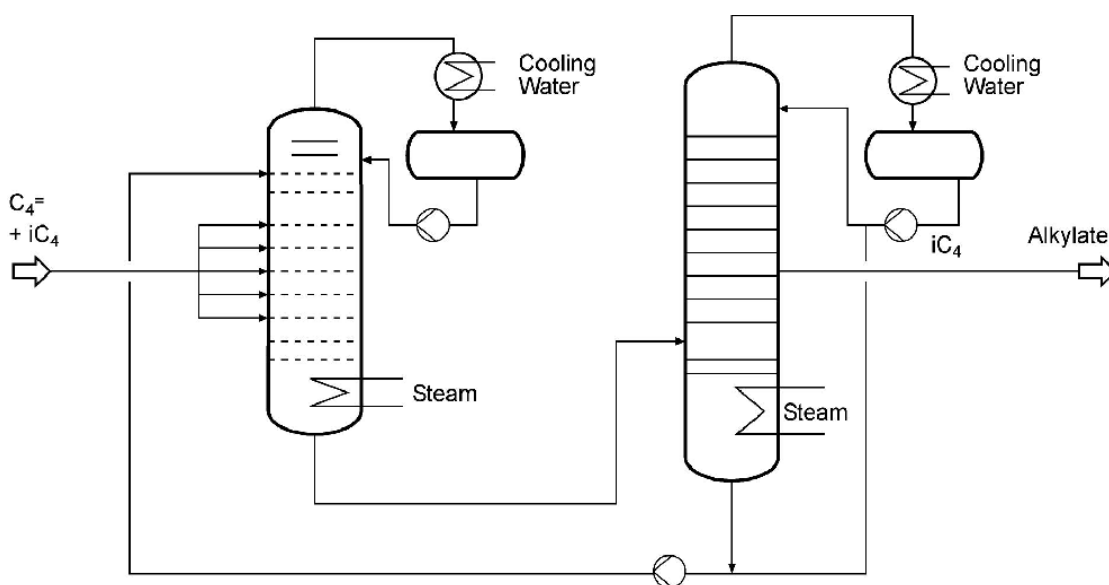 Cooling
Water
Cooling
Water
C₄=
+ iC₄
iC₄
Alkylate
Steam
Steam